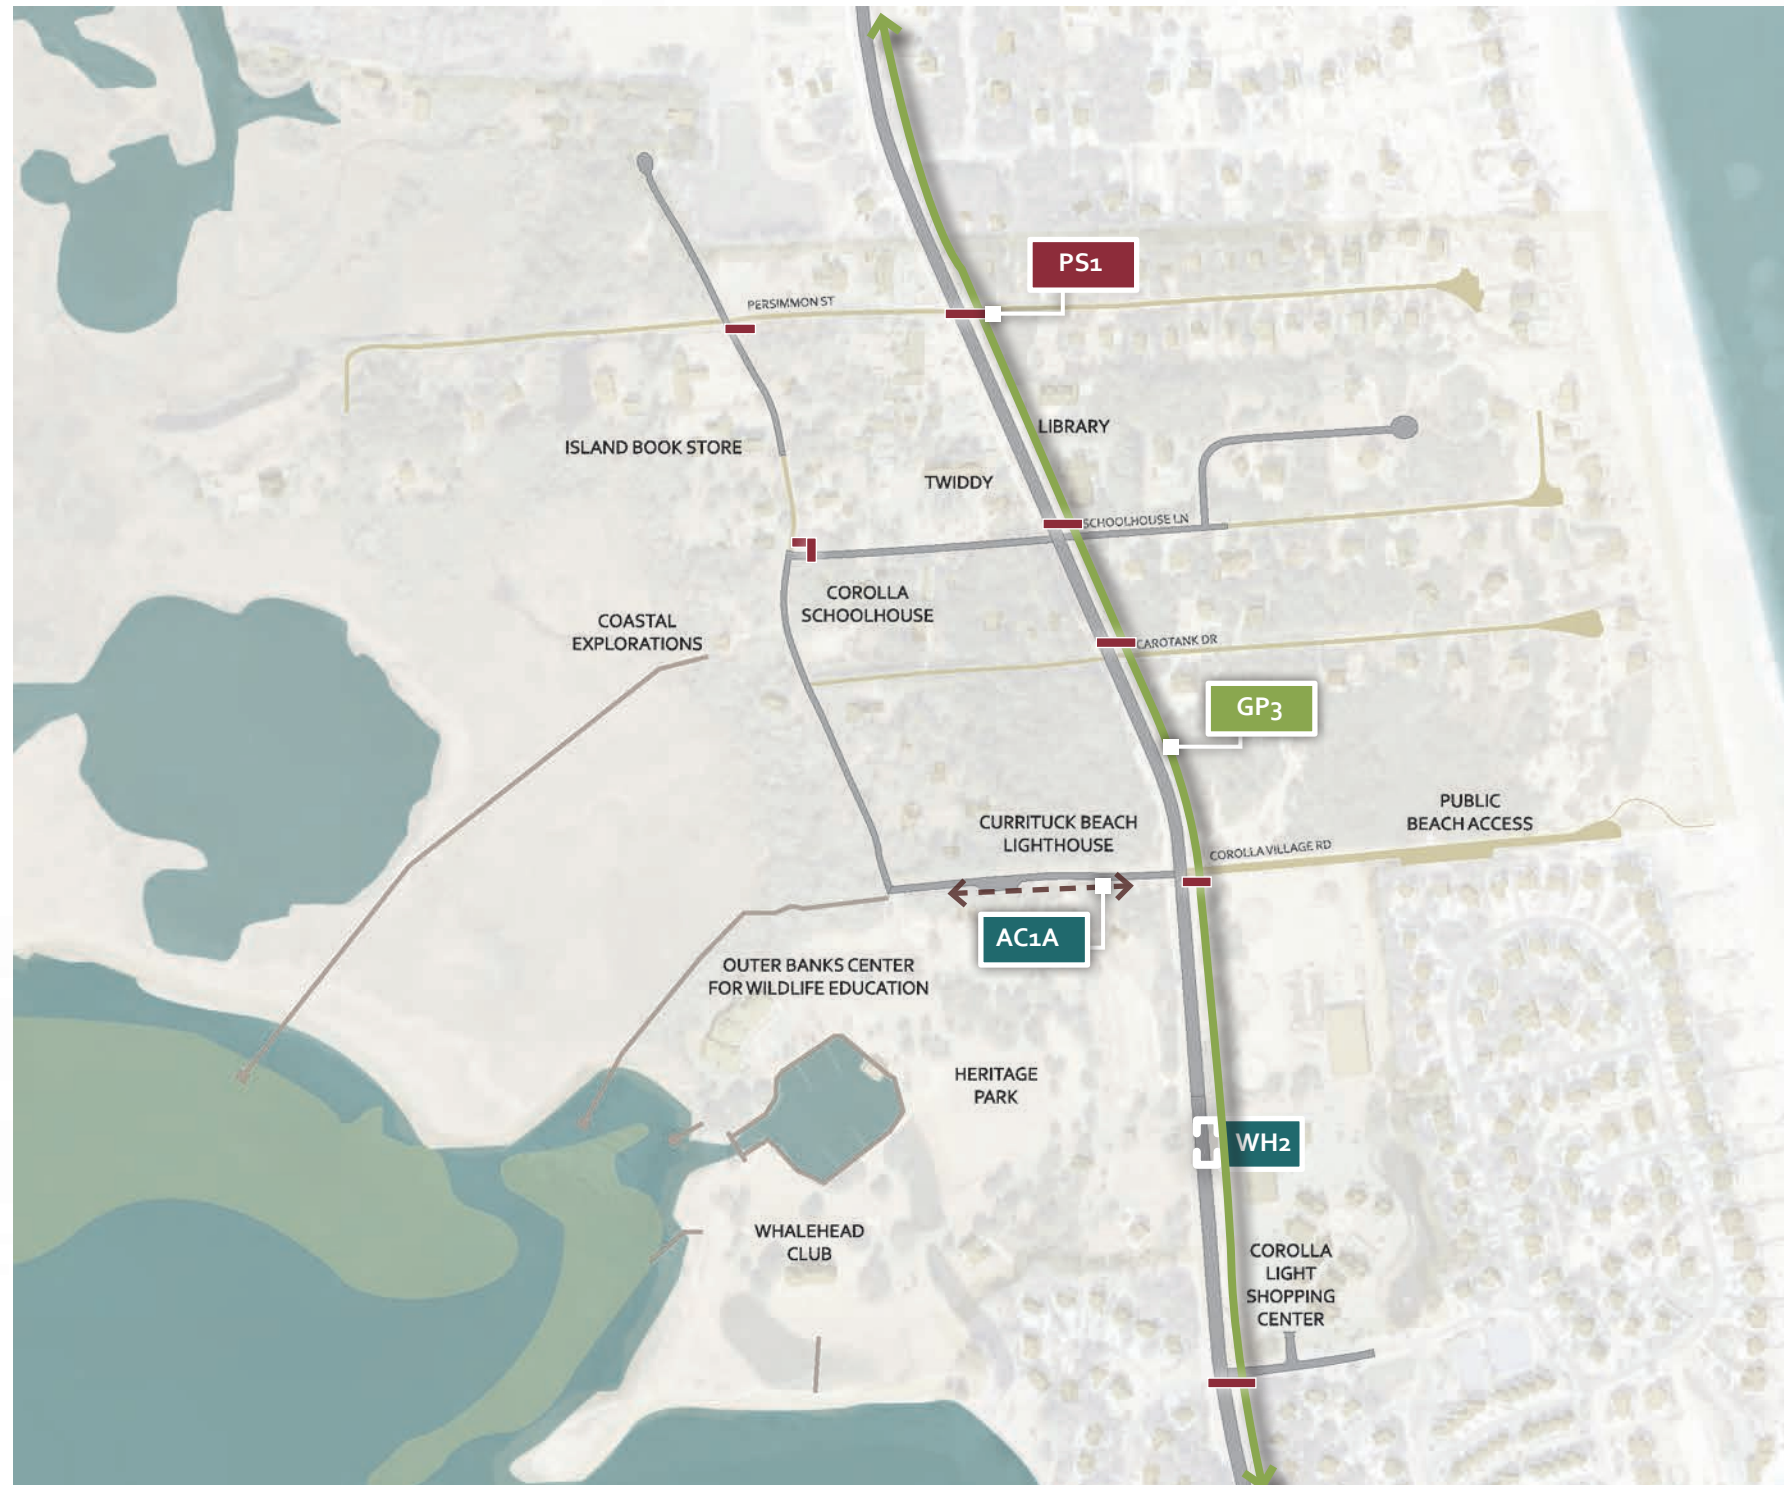 PS1
PERSIMMON ST
LIBRARY
ISLAND BOOK STORE
TWIDDY
SCHOOLHOUSE LN
COROLLA
SCHOOLHOUSE
COASTAL
EXPLORATIONS
CAROTANK DR
GP3
PUBLIC
BEACH ACCESS
CURRITUCK BEACH
LIGHTHOUSE
COROLLA VILLAGE RD
AC1A
OUTER BANKS CENTER
FOR WILDLIFE EDUCATION
HERITAGE
PARK
WH2
WHALEHEAD
CLUB
COROLLA
LIGHT
SHOPPING
CENTER